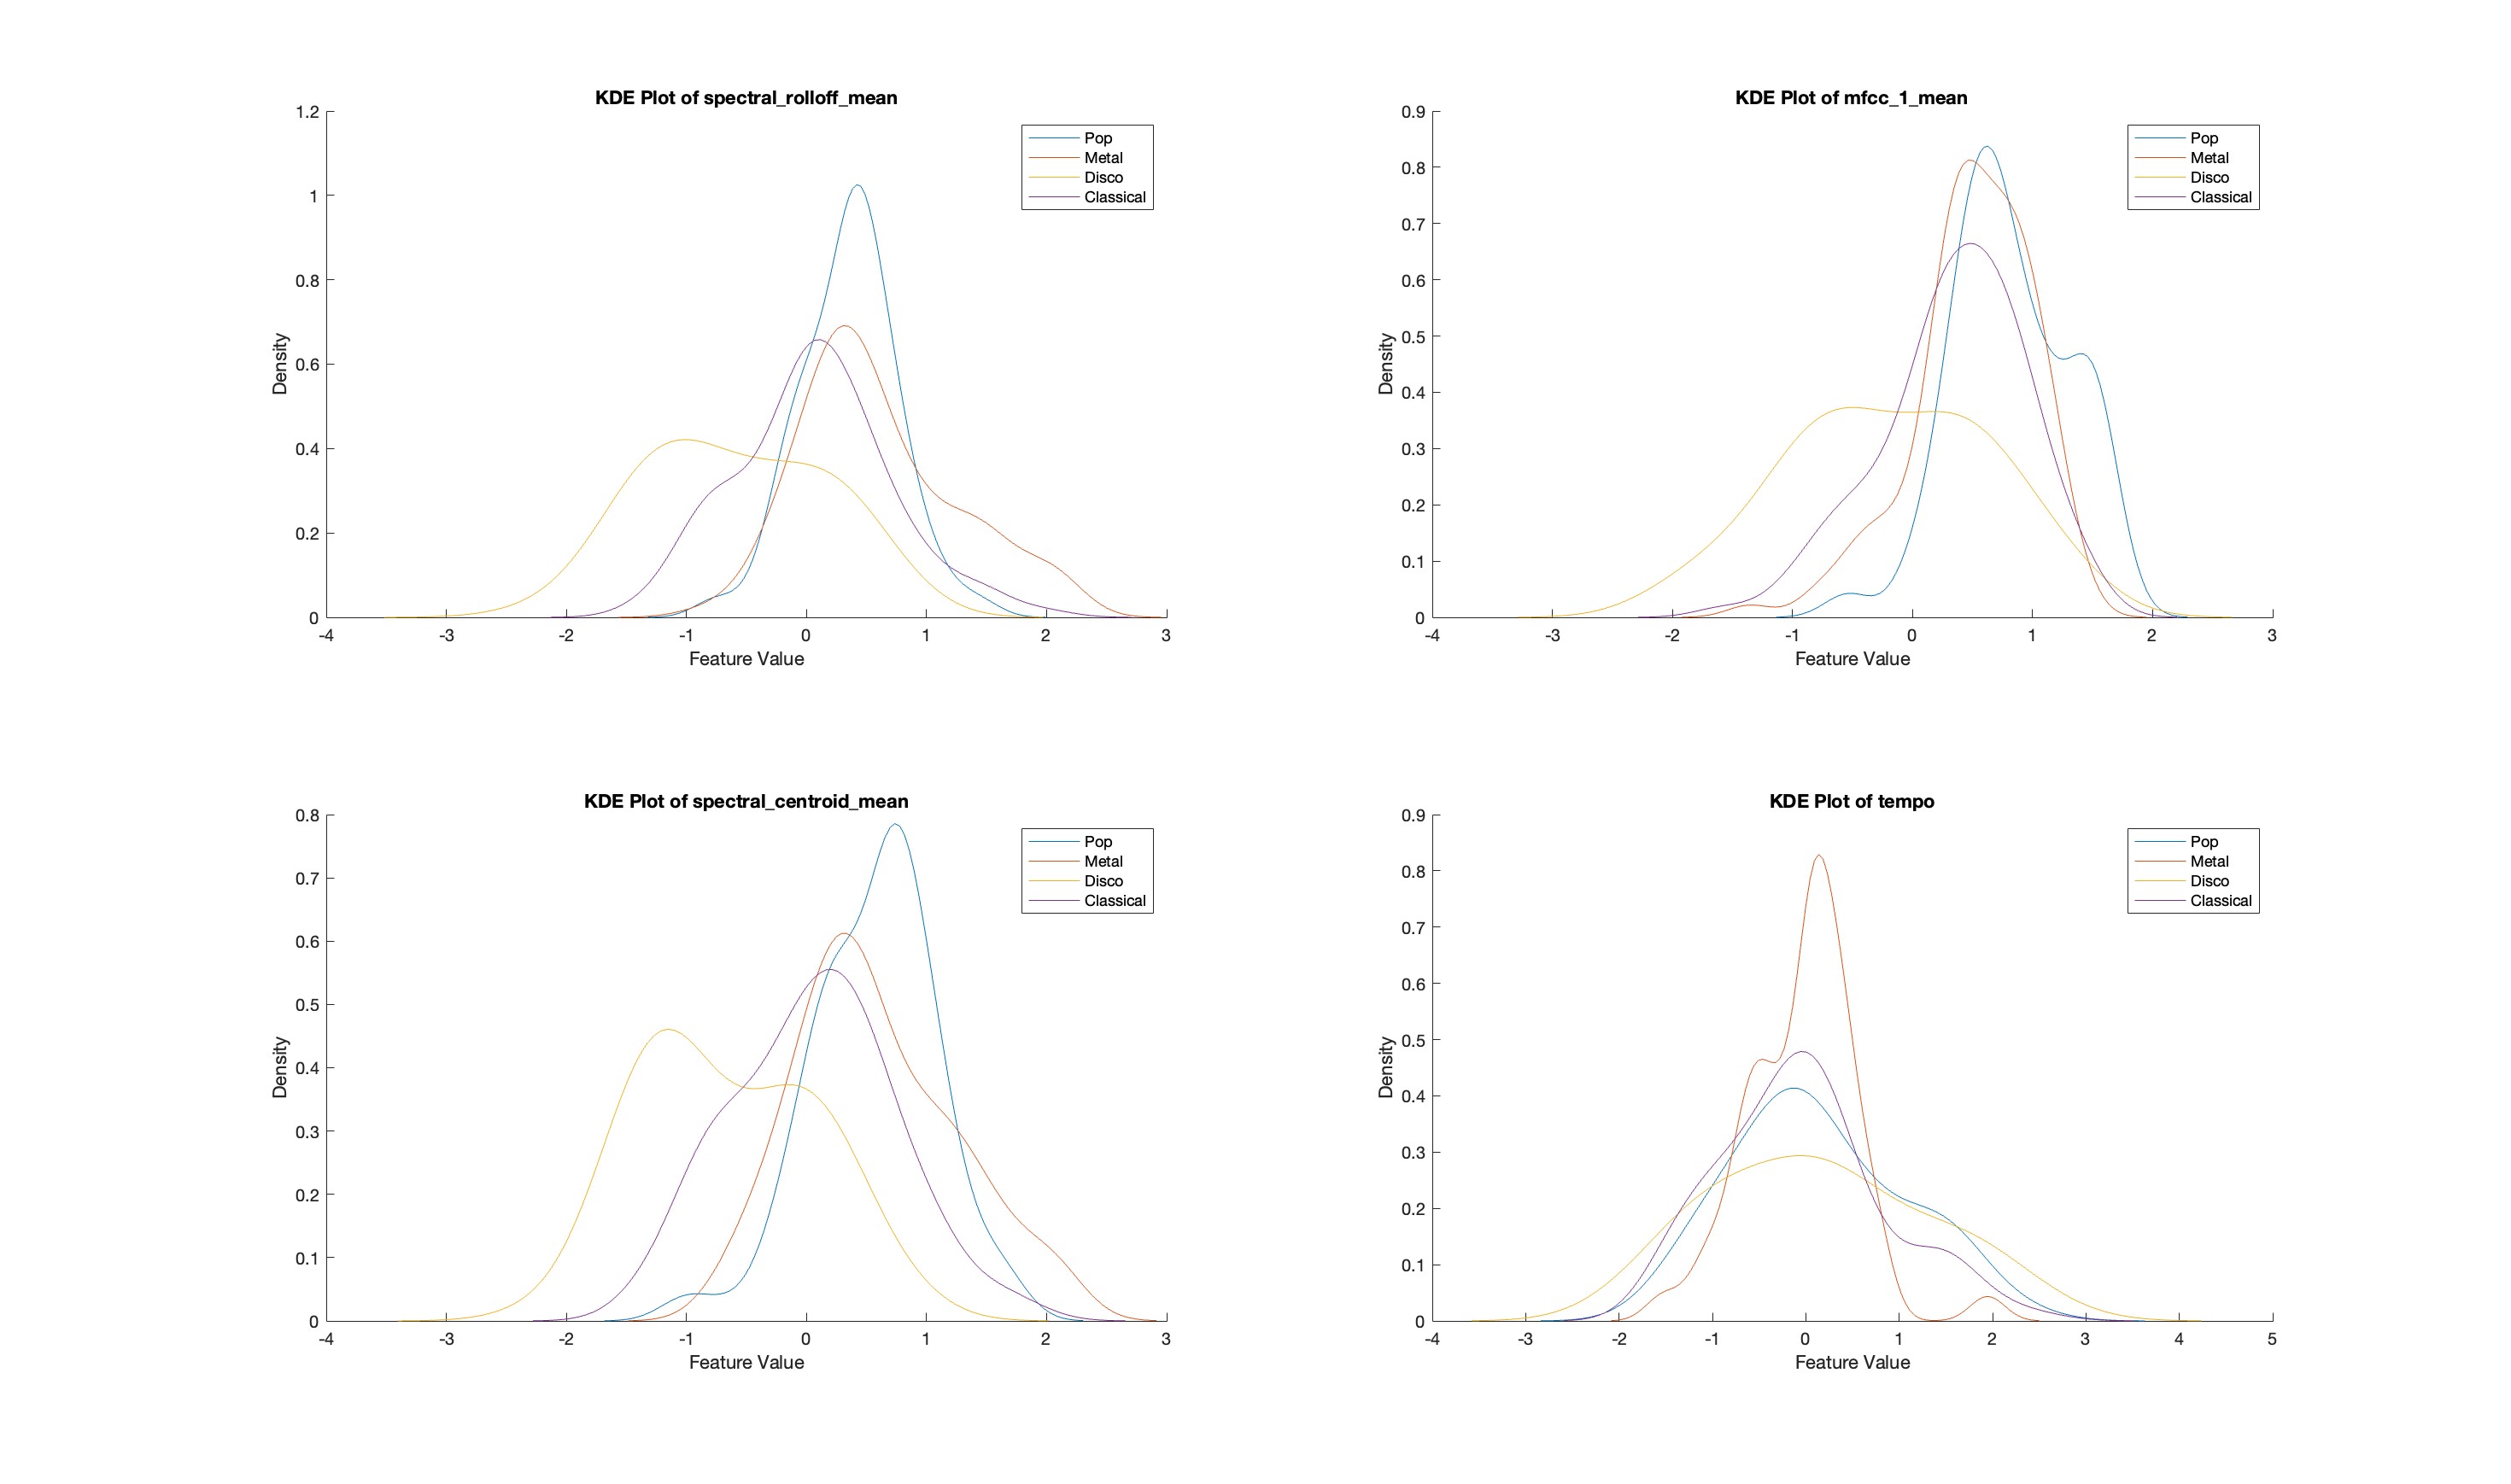 KDE Plot of spectral_rolloff_mean
1.2
1
0.8
0.6
0.4
0.2
0
Density
-4 -3 -2 -1 0 1 2 3
Feature Value
Pop
Metal
Disco
Classical
KDE Plot of mfcc_1_mean
0.9
0.8
0.7
0.6
0.5
0.4
0.3
0.2
0.1
0
Density
-4 -3 -2 -1 0 1 2 3
Feature Value
Pop
Metal
Disco
Classical
KDE Plot of spectral_centroid_mean
0.8
0.7
0.6
0.5
0.4
0.3
0.2
0.1
0
Density
-4 -3 -2 -1 0 1 2 3
Feature Value
Pop
Metal
Disco
Classical
KDE Plot of tempo
0.9
0.8
0.7
0.6
0.5
0.4
0.3
0.2
0.1
0
Density
-4 -3 -2 -1 0 1 2 3 4 5
Feature Value
Pop
Metal
Disco
Classical